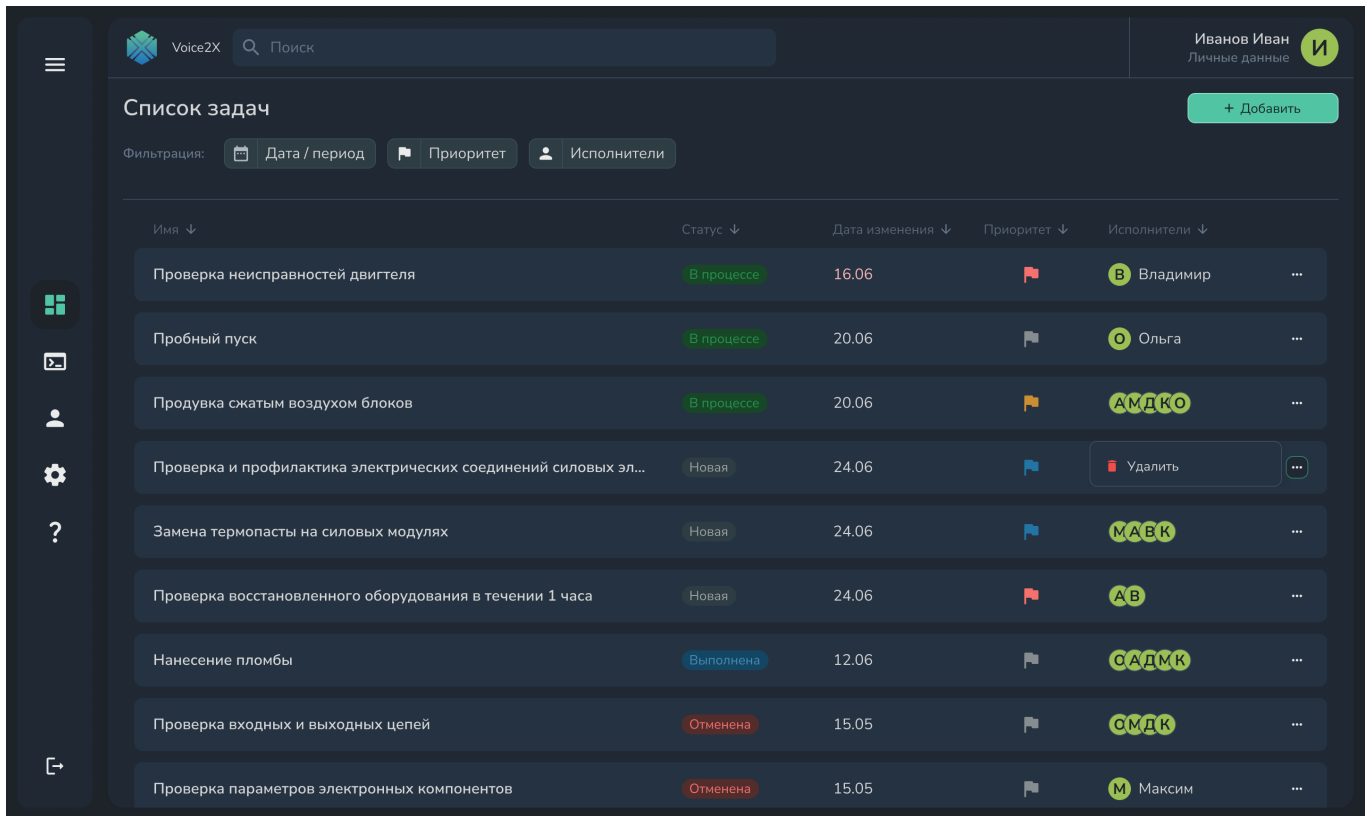 Voice2X
Поиск
Иванов Иван
Личные данные
И
Список задач
+ Добавить
Фильтрация:
Дата / период
Приоритет
Исполнители
Имя
Статус
Дата изменения
Приоритет
Исполнители
Проверка неисправностей двигтеля В процессе 16.06 В Владимир
Пробный пуск В процессе 20.06 О Ольга
Продувка сжатым воздухом блоков В процессе 20.06 А М Д К О
Проверка и профилактика электрических соединений силовых эл... Новая 24.06 Удалить
Замена термопасты на силовых модулях Новая 24.06 М А В К
Проверка восстановленного оборудования в течении 1 часа Новая 24.06 А В
Нанесение пломбы Выполнена 12.06 О А Д М К
Проверка входных и выходных цепей Отменена 15.05 О М Д К
Проверка параметров электронных компонентов Отменена 15.05 М Максим